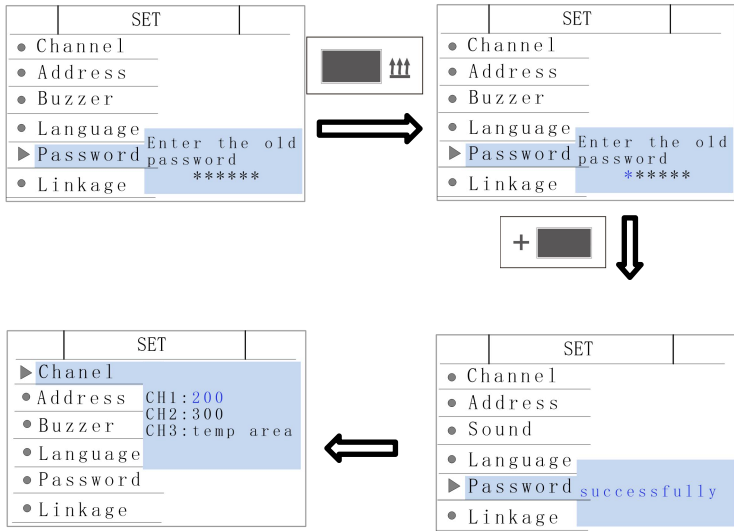 SET
Channel
Address
Buzzer
Language
Password
Linkage
Enter the old
password
******
SET
Channel
Address
Buzzer
Language
Password
Linkage
Enter the old
password
******
+
SET
Chanel
Address
Buzzer
Language
Password
Linkage
CH1:200
CH2:300
CH3:temp area
SET
Channel
Address
Sound
Language
Password
Linkage
successfully